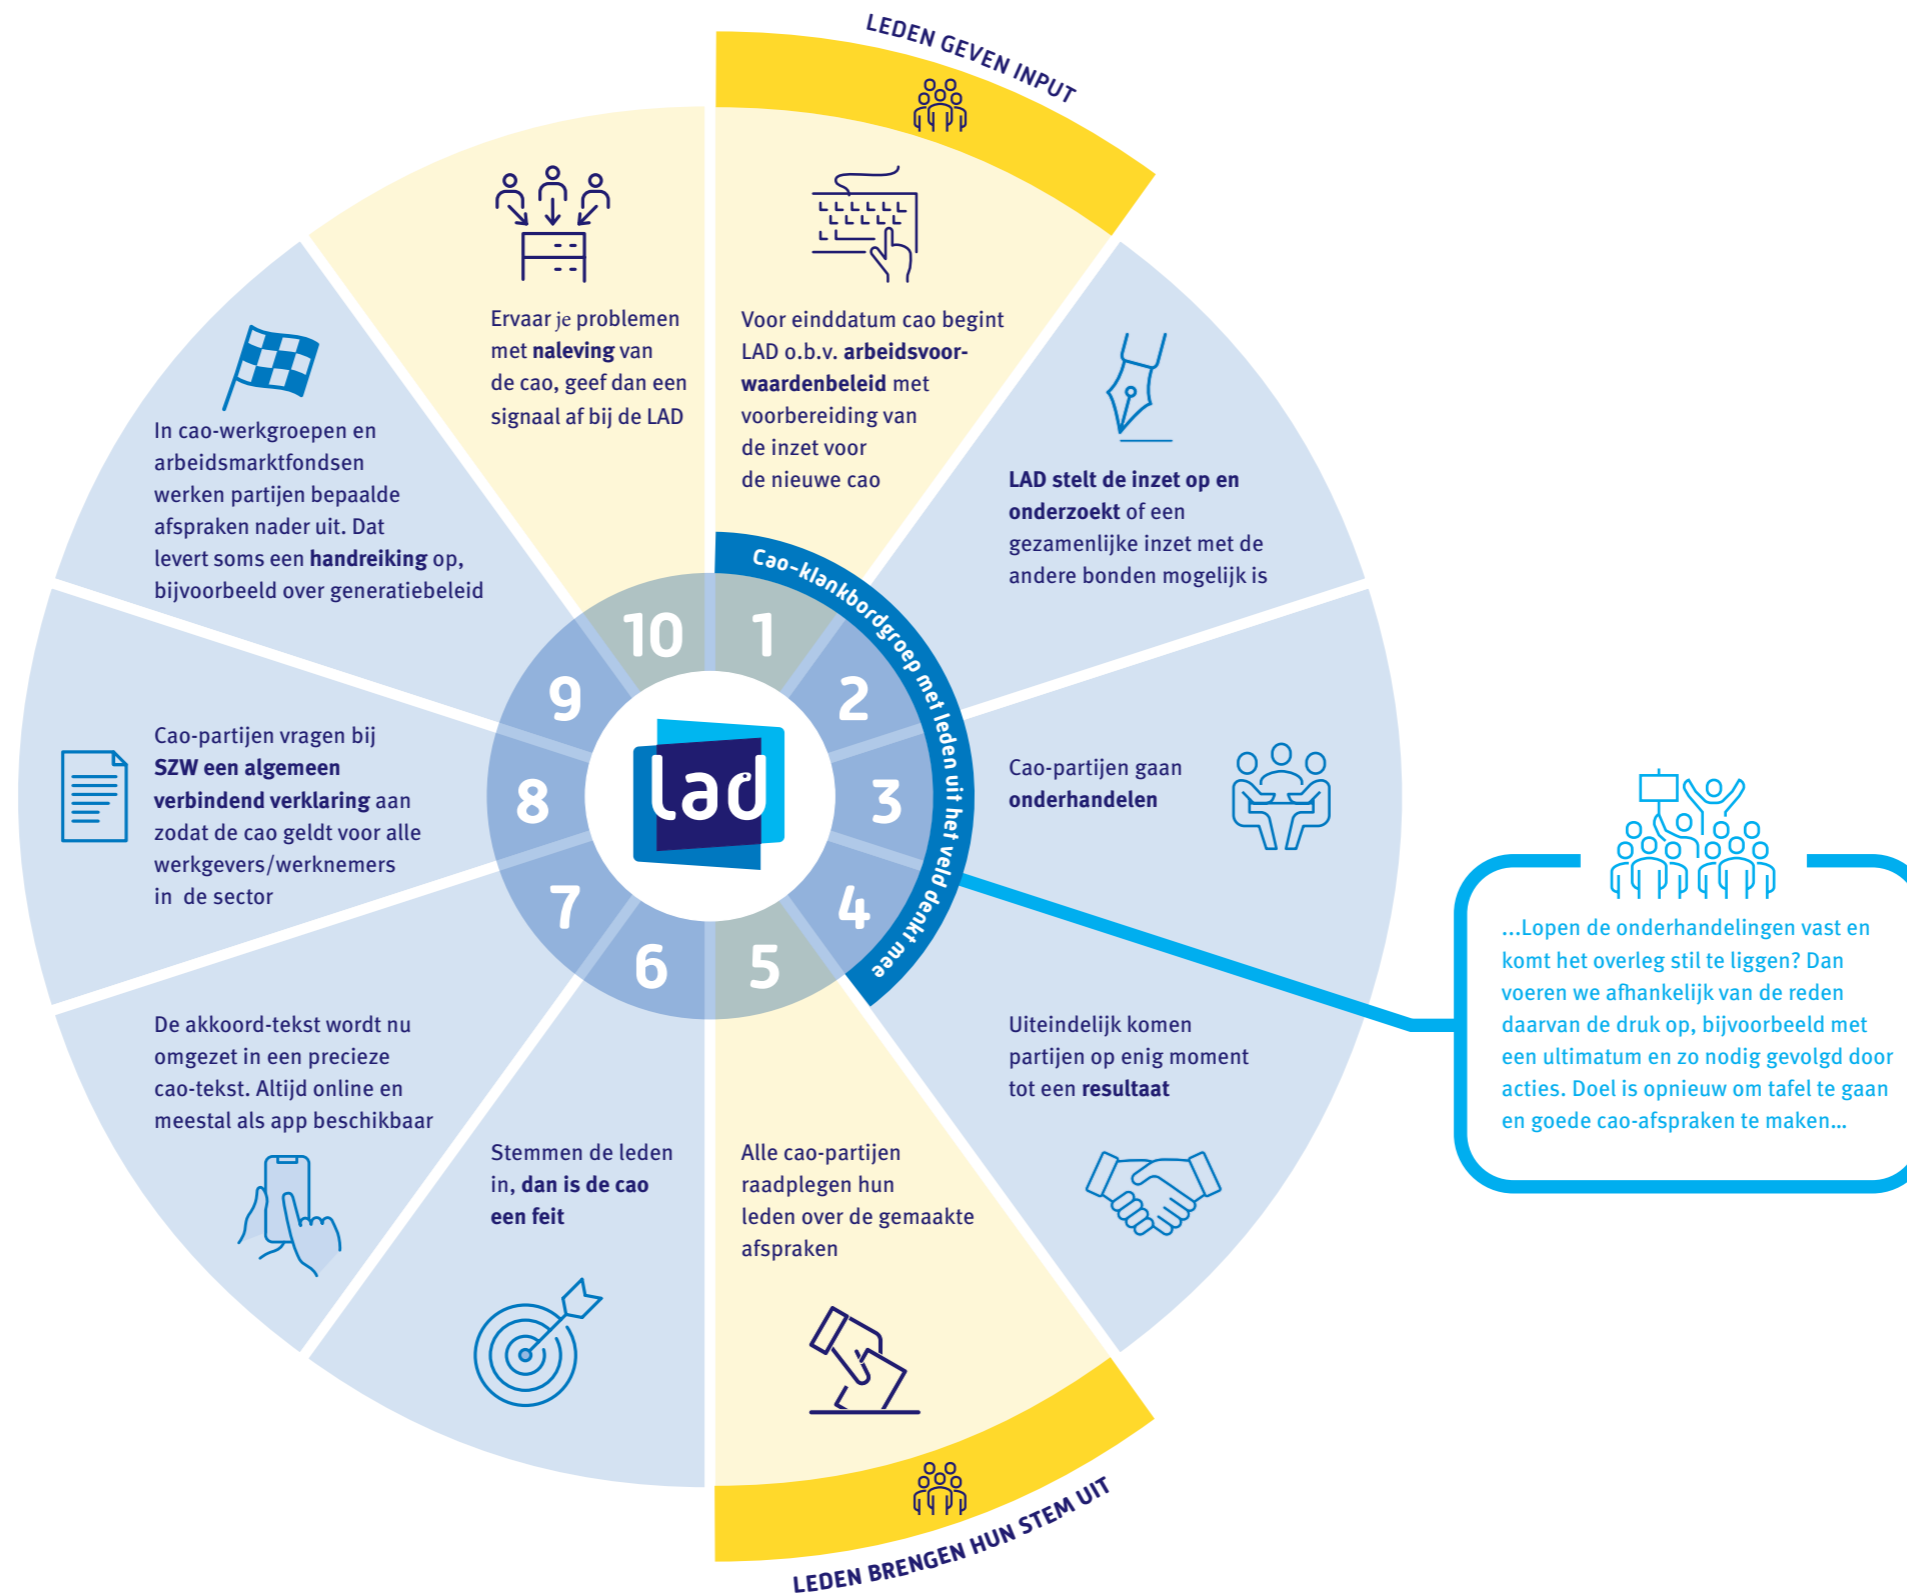 LEDEN GEVEN INPUT
1
Voor einddatum cao begint
LAD o.b.v. arbeidsvoor-
waardenbeleid met
voorbereiding van
de inzet voor
de nieuwe cao
2
LAD stelt de inzet op en
onderzoekt of een
gezamenlijke inzet met de
andere bonden mogelijk is
3
Cao-partijen gaan
onderhandelen
...Lopen de onderhandelingen vast en
komt het overleg stil te liggen? Dan
voeren we afhankelijk van de reden
daarvan de druk op, bijvoorbeeld met
een ultimatum en zo nodig gevolgd door
acties. Doel is opnieuw om tafel te gaan
en goede cao-afspraken te maken...
4
Uiteindelijk komen
partijen op enig moment
tot een resultaat
Cao-klankbordgroep met leden uit het veld denkt mee
5
Alle cao-partijen
raadplegen hun
leden over de gemaakte
afspraken
LEDEN BRENGEN HUN STEM UIT
6
Stemmen de leden
in, dan is de cao
een feit
7
De akkoord-tekst wordt nu
omgezet in een precieze
cao-tekst. Altijd online en
meestal als app beschikbaar
8
Cao-partijen vragen bij
SZW een algemeen
verbindend verklaring aan
zodat de cao geldt voor alle
werkgevers/werknemers
in de sector
9
In cao-werkgroepen en
arbeidsmarktfondsen
werken partijen bepaalde
afspraken nader uit. Dat
levert soms een handreiking op,
bijvoorbeeld over generatiebeleid
10
Ervaar je problemen
met naleving van
de cao, geef dan een
signaal af bij de LAD
lad